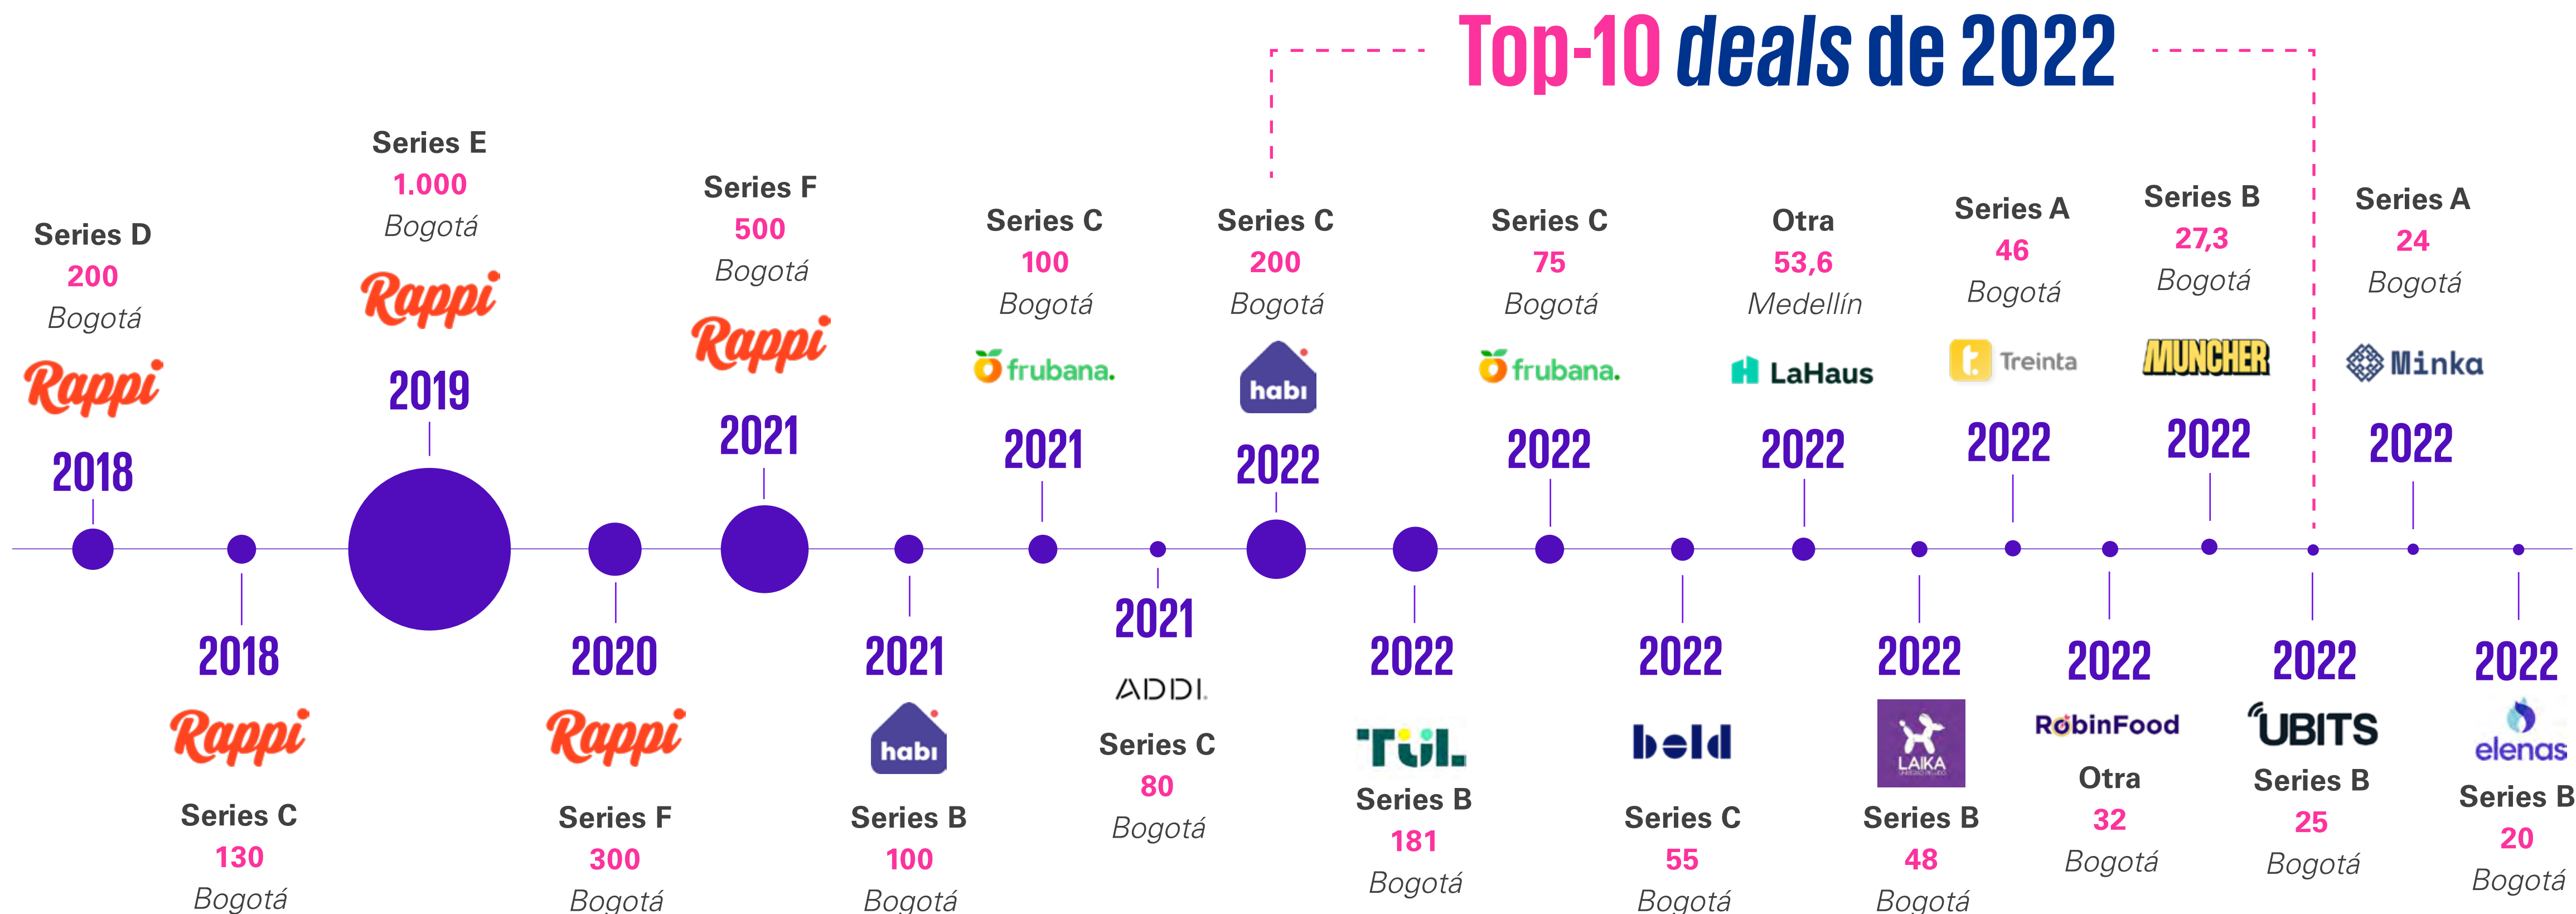 Top-10 deals de 2022
Series D
200
Bogotá
Rappi
2018
2018
Rappi
Series C
130
Bogotá
Series E
1.000
Bogotá
Rappi
2019
2020
Rappi
Series F
300
Bogotá
Series F
500
Bogotá
Rappi
2021
2021
habi
Series B
100
Bogotá
Series C
100
Bogotá
frubana.
2021
2021
ADDI
Series C
80
Bogotá
Series C
200
Bogotá
habi
2022
2022
Tül.
Series B
181
Bogotá
Series C
75
Bogotá
frubana.
2022
2022
bold
Series C
55
Bogotá
Otra
53,6
Medellín
LaHaus
2022
2022
LAIKA
Series B
48
Bogotá
Series A
46
Bogotá
t.
Treinta
2022
2022
RobinFood
Otra
32
Bogotá
Series B
27,3
Bogotá
MUNCHER
2022
2022
UBITS
Series B
25
Bogotá
Series A
24
Bogotá
Minka
2022
2022
elenas
Series B
20
Bogotá